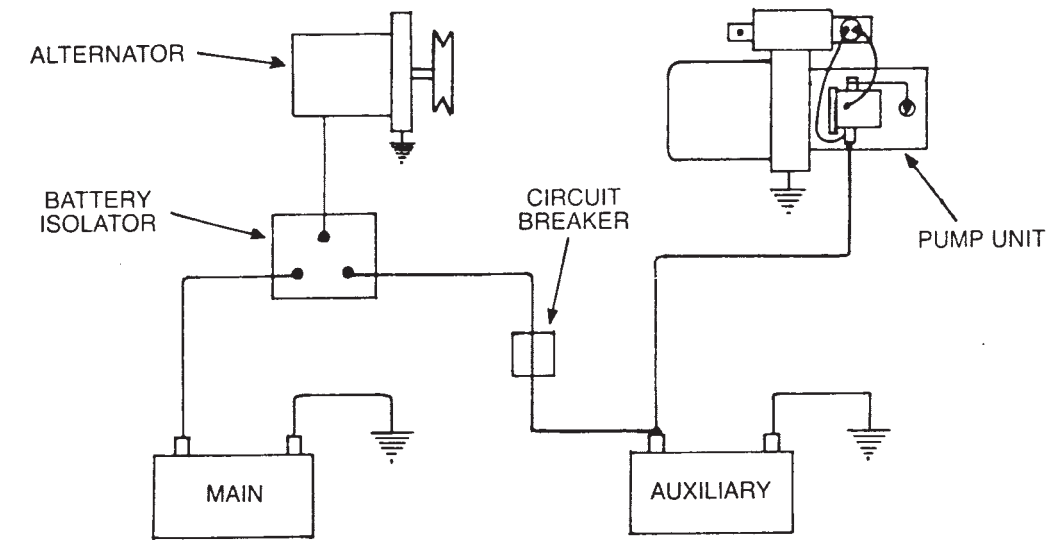 ALTERNATOR
BATTERY
ISOLATOR
CIRCUIT
BREAKER
PUMP UNIT
MAIN
AUXILIARY